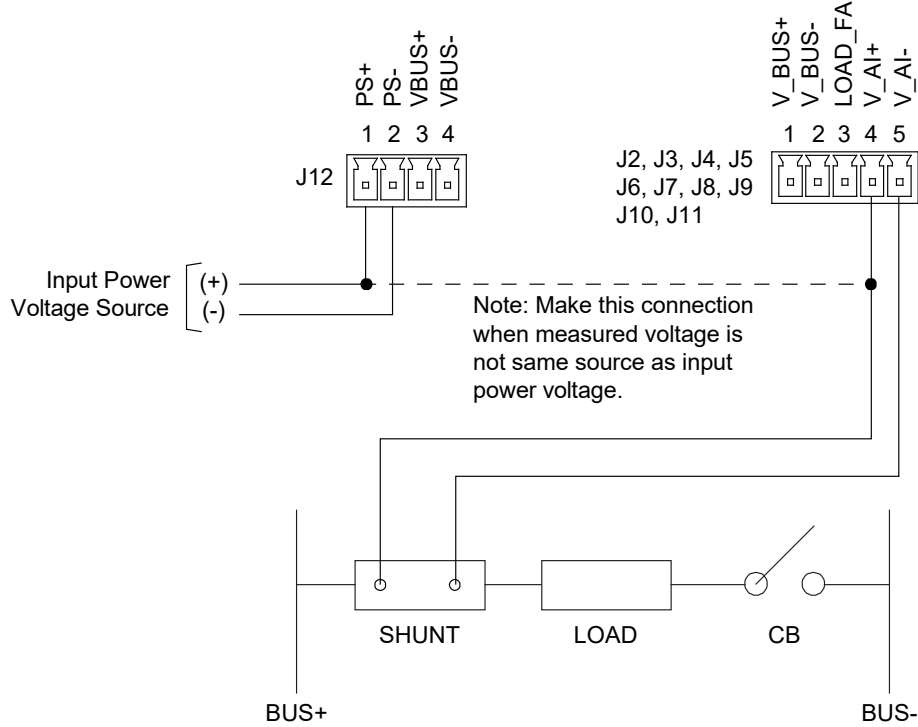 PS+
PS-
VBUS+
VBUS-
1 2 3 4
J12
V_BUS+
V_BUS-
LOAD_FA
V_AI+
V_AI-
1 2 3 4 5
J2, J3, J4, J5
J6, J7, J8, J9
J10, J11
Input Power
Voltage Source
(+)
(-)
Note: Make this connection
when measured voltage is
not same source as input
power voltage.
SHUNT
LOAD
CB
BUS+
BUS-